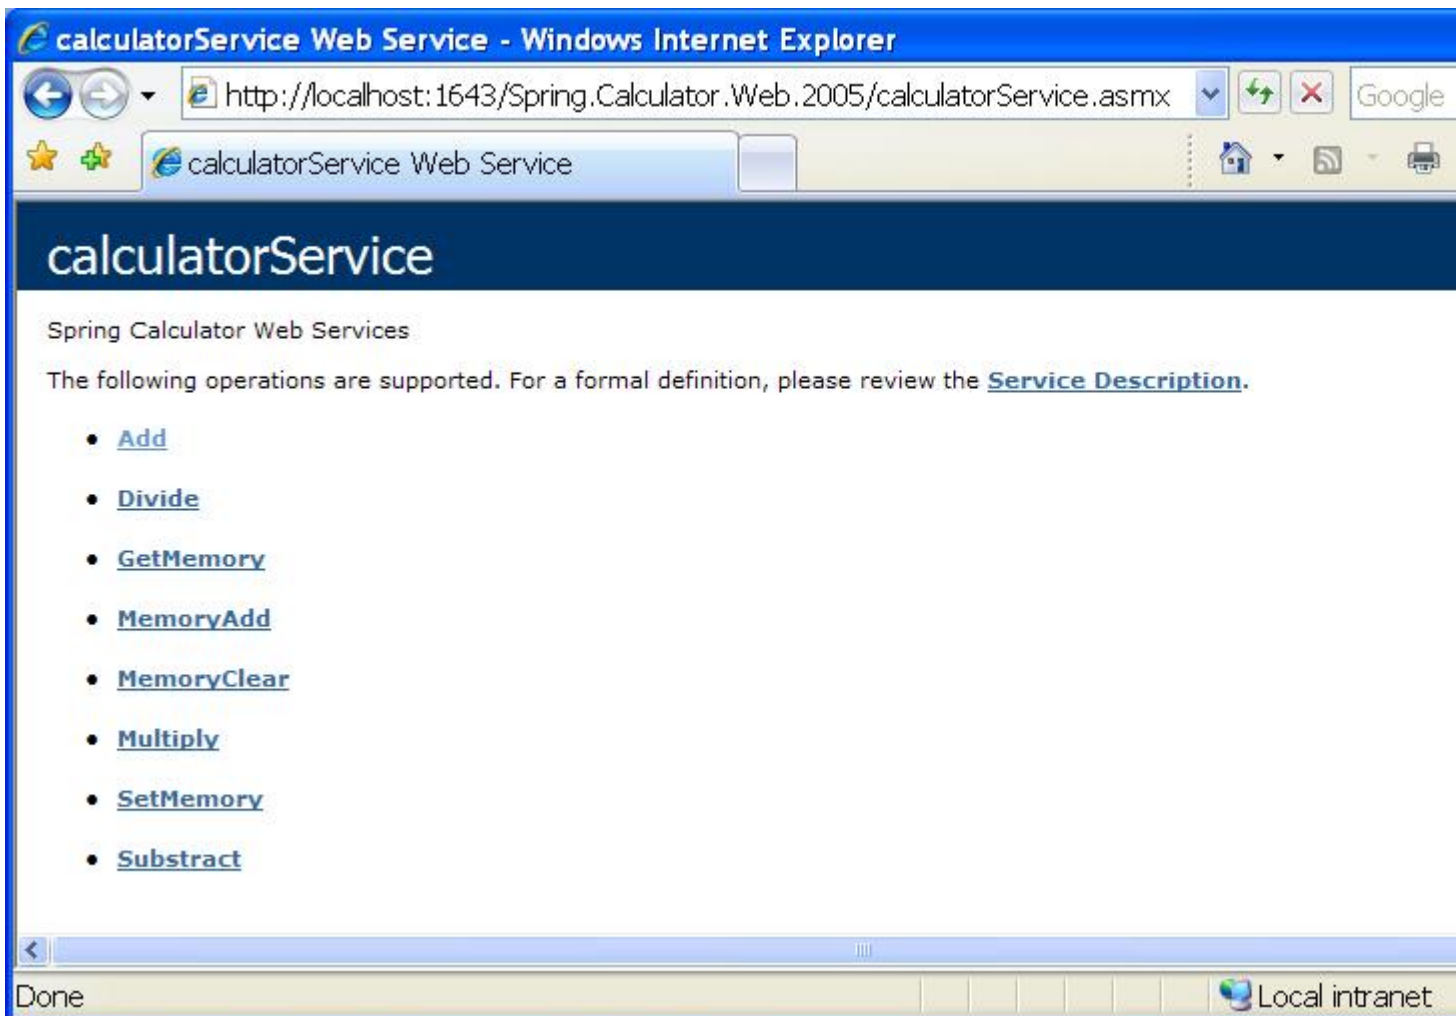 calculatorService Web Service - Windows Internet Explorer
http://localhost:1643/Spring.Calculator.Web.2005/calculatorService.asmx
Google
calculatorService Web Service
calculatorService
Spring Calculator Web Services
The following operations are supported. For a formal definition, please review the Service Description.
Add
Divide
GetMemory
MemoryAdd
MemoryClear
Multiply
SetMemory
Substract
Done
Local intranet